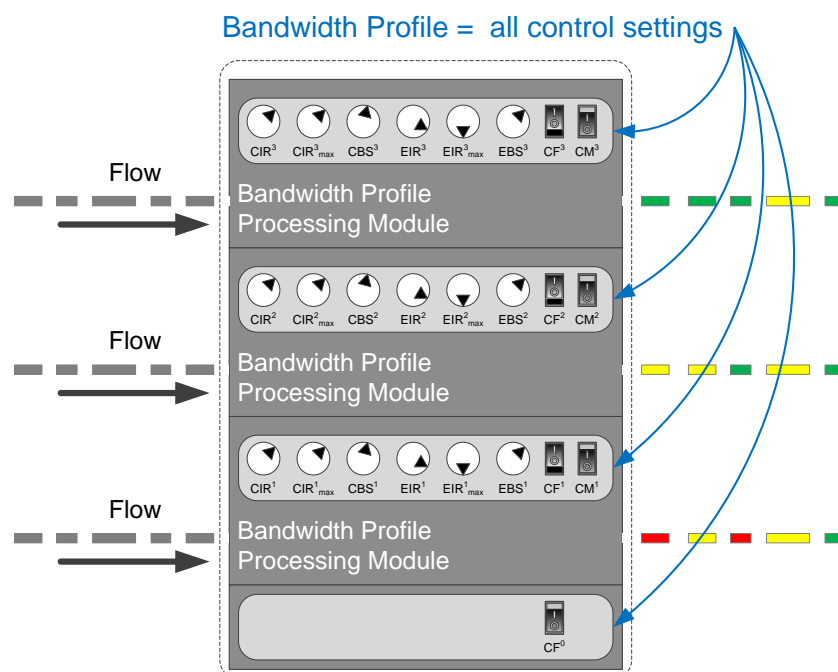 Bandwidth Profile = all control settings
CIR³ CIR³max CBS³ EIR³ EIR³max EBS³ CF³ CM³
Flow
Bandwidth Profile
Processing Module
CIR² CIR²max CBS² EIR² EIR²max EBS² CF² CM²
Flow
Bandwidth Profile
Processing Module
CIR¹ CIR¹max CBS¹ EIR¹ EIR¹max EBS¹ CF¹ CM¹
Flow
Bandwidth Profile
Processing Module
CF⁰